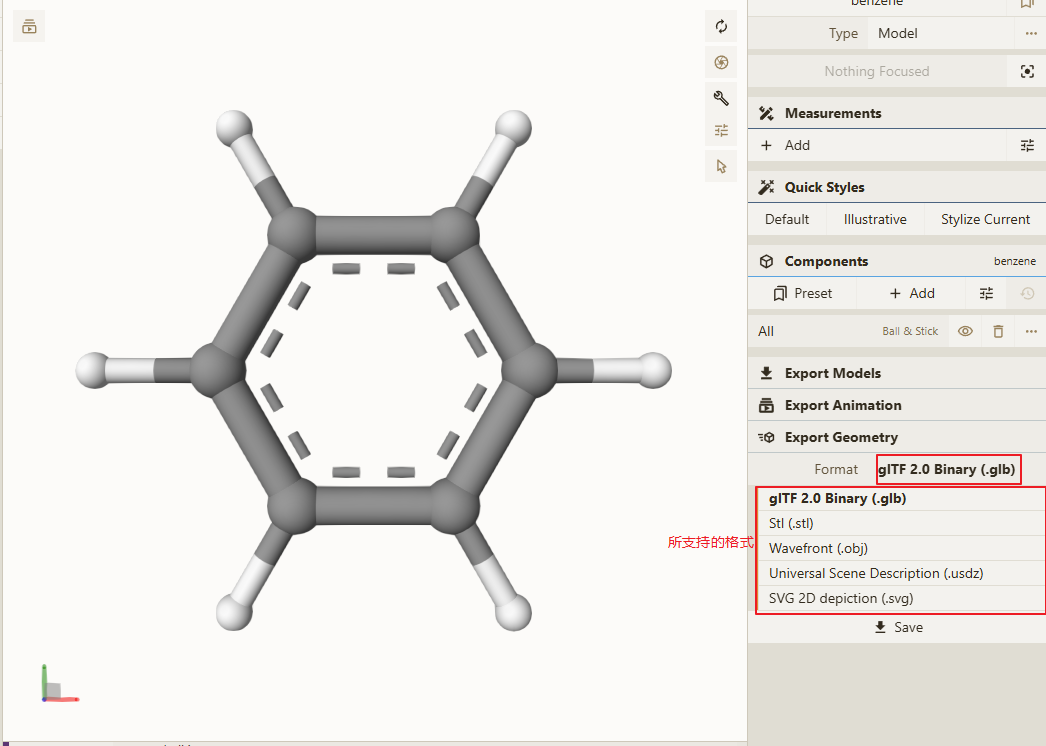 benzene
Type Model
Nothing Focused
Measurements
Add
Quick Styles
Default Illustrative Stylize Current
Components benzene
Preset Add
All Ball & Stick
Export Models
Export Animation
Export Geometry
Format glTF 2.0 Binary (.glb)
glTF 2.0 Binary (.glb)
Stl (.stl)
所支持的格式
Wavefront (.obj)
Universal Scene Description (.usdz)
SVG 2D depiction (.svg)
Save